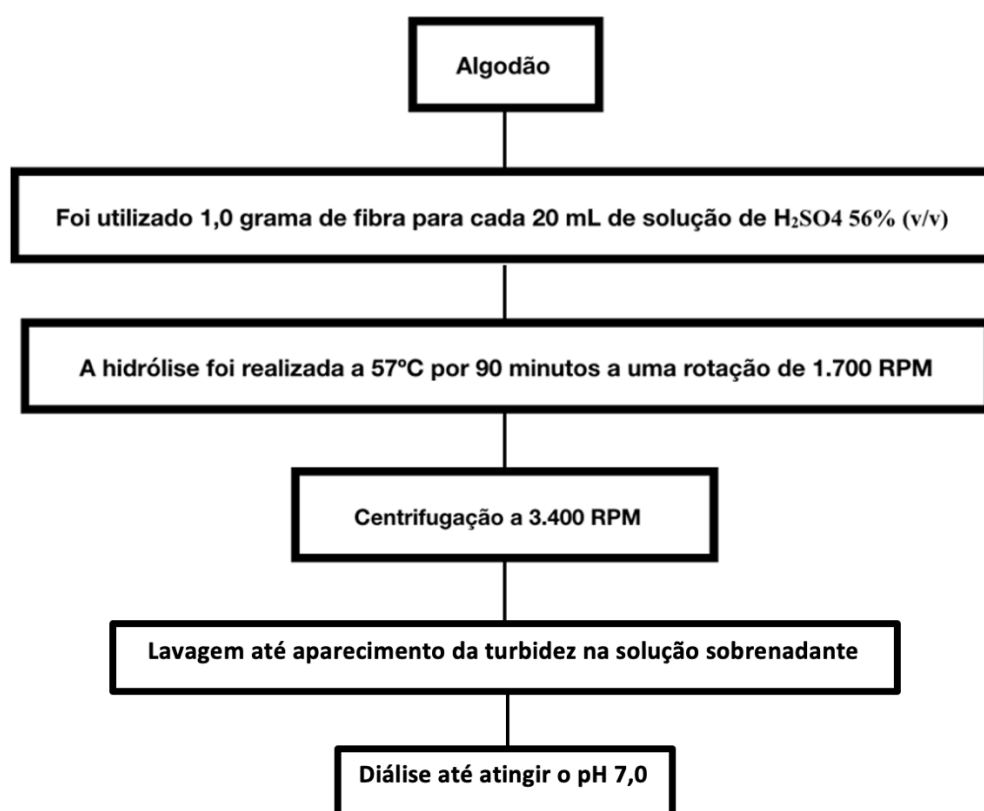 Algodão
Foi utilizado 1,0 grama de fibra para cada 20 mL de solução de H₂SO4 56% (v/v)
A hidrólise foi realizada a 57ºC por 90 minutos a uma rotação de 1.700 RPM
Centrifugação a 3.400 RPM
Lavagem até aparecimento da turbidez na solução sobrenadante
Diálise até atingir o pH 7,0